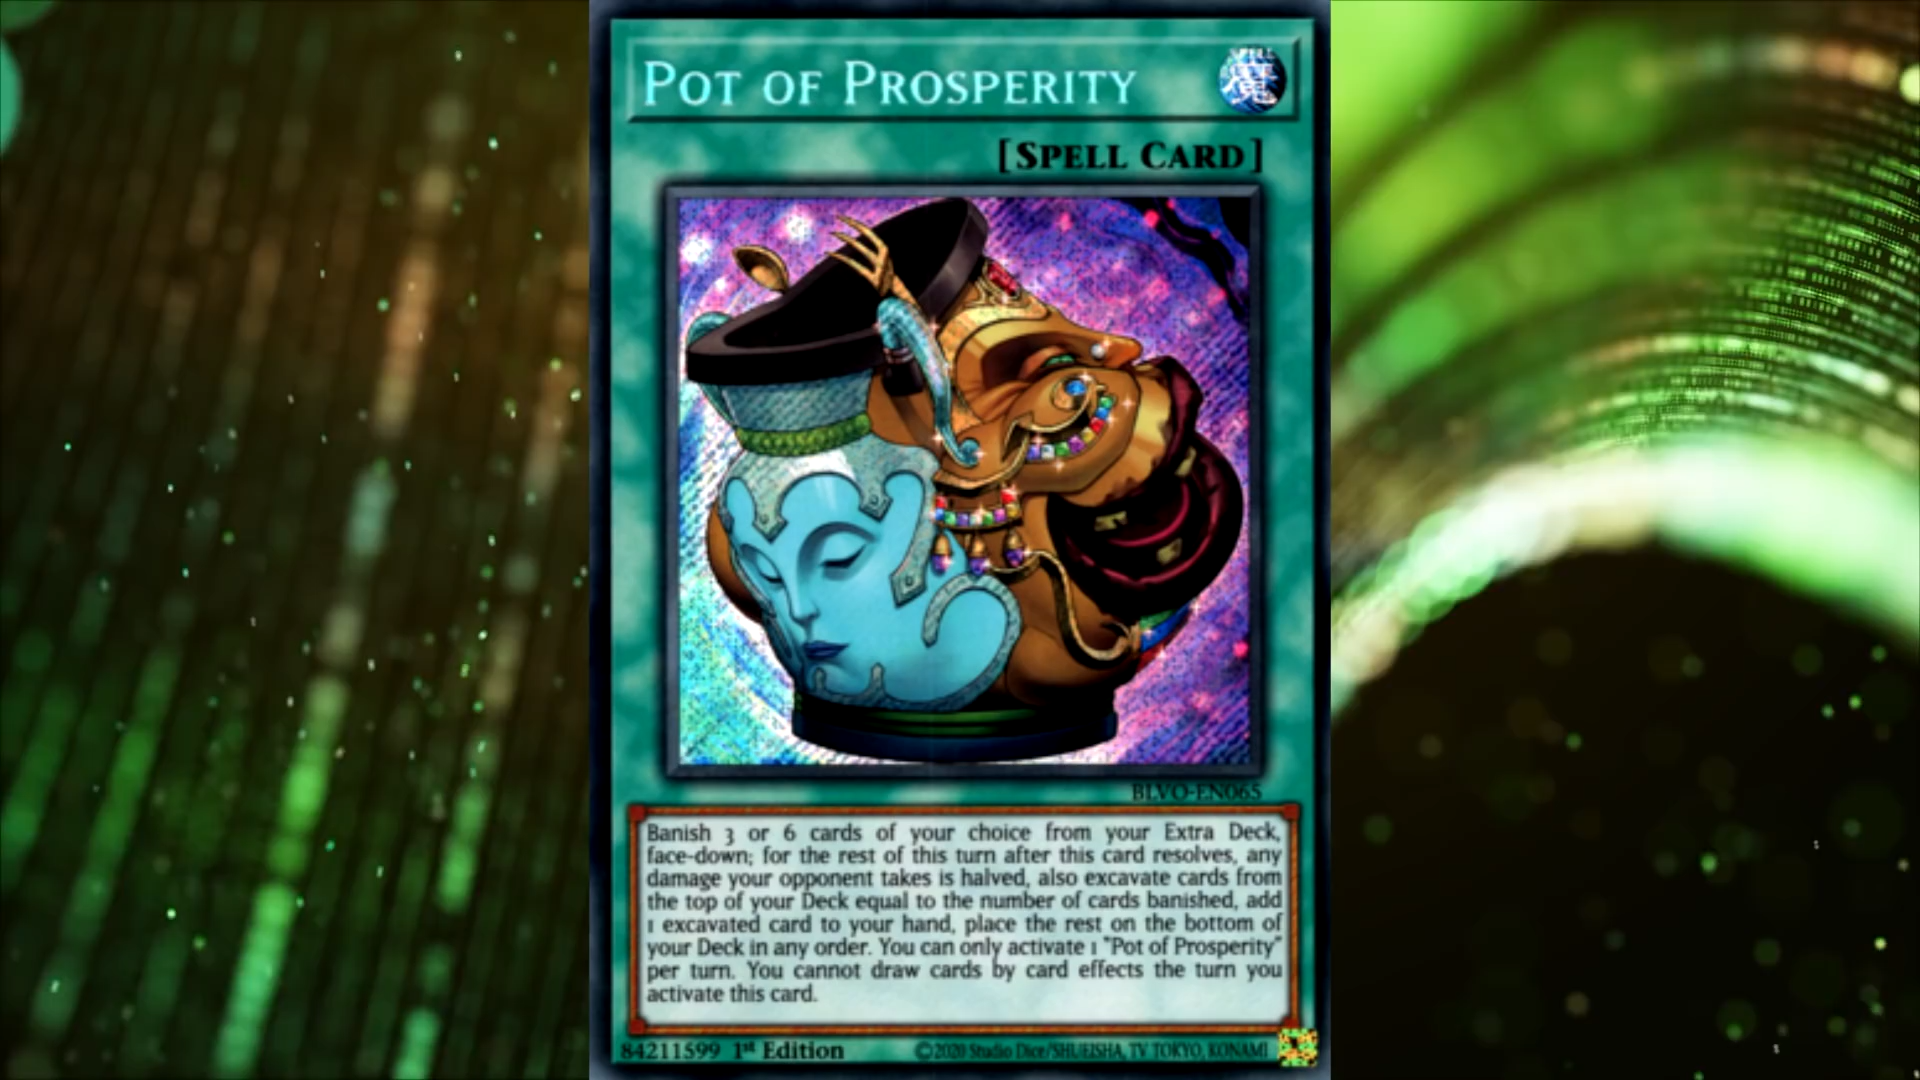 Pot of Prosperity
SPELL
魔
[Spell Card]
BLVO-EN065
Banish 3 or 6 cards of your choice from your Extra Deck,
face-down; for the rest of this turn after this card resolves, any
damage your opponent takes is halved, also excavate cards from
the top of your Deck equal to the number of cards banished, add
1 excavated card to your hand, place the rest on the bottom of
your Deck in any order. You can only activate 1 "Pot of Prosperity"
per turn. You cannot draw cards by card effects the turn you
activate this card.
84211599 1st Edition
©2020 Studio Dice/SHUEISHA, TV TOKYO, KONAMI